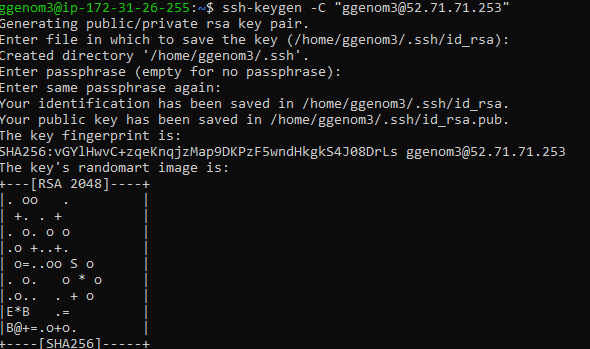 ggenom3@ip-172-31-26-255:~$ ssh-keygen -C "ggenom3@52.71.71.253"
Generating public/private rsa key pair.
Enter file in which to save the key (/home/ggenom3/.ssh/id_rsa):
Created directory '/home/ggenom3/.ssh'.
Enter passphrase (empty for no passphrase):
Enter same passphrase again:
Your identification has been saved in /home/ggenom3/.ssh/id_rsa.
Your public key has been saved in /home/ggenom3/.ssh/id_rsa.pub.
The key fingerprint is:
SHA256:vGYlHwvC+zqeKnqjzMap9DKPzF5wndHkgkS4J08DrLs ggenom3@52.71.71.253
The key's randomart image is:
+---[RSA 2048]----+
|. oo   .         |
| +. . +          |
|. o. o o         |
|.o +..+.         |
| o=..oo S o      |
|. o.   o * o     |
|.o..  . + o      |
|E*B   .=         |
|B@+=.o+o.        |
+----[SHA256]-----+